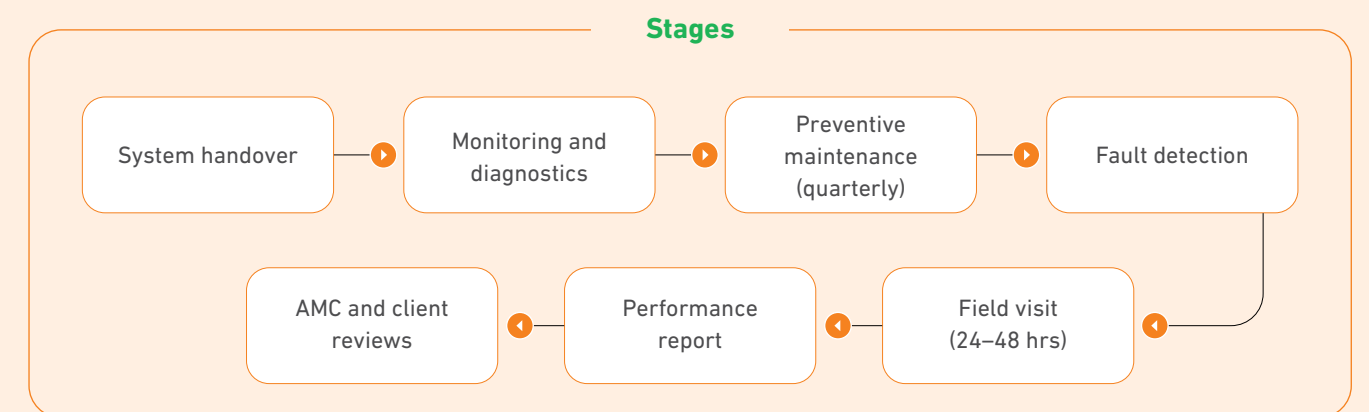 Stages
System handover
Monitoring and
diagnostics
Preventive
maintenance
(quarterly)
Fault detection
Field visit
(24–48 hrs)
Performance
report
AMC and client
reviews